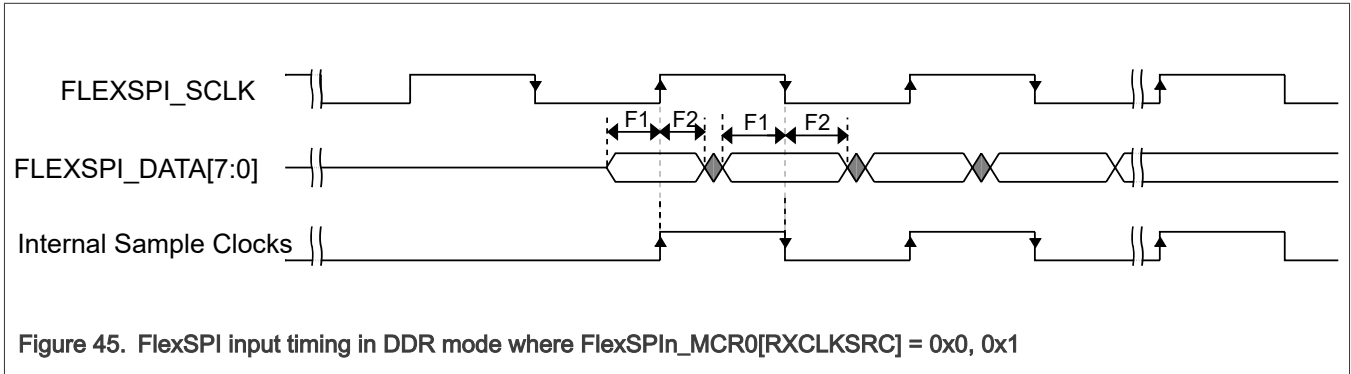 FLEXSPI_SCLK
F1 F2 F1 F2
FLEXSPI_DATA[7:0]
Internal Sample Clocks
Figure 45. FlexSPI input timing in DDR mode where FlexSPIn_MCR0[RXCLKSRC] = 0x0, 0x1